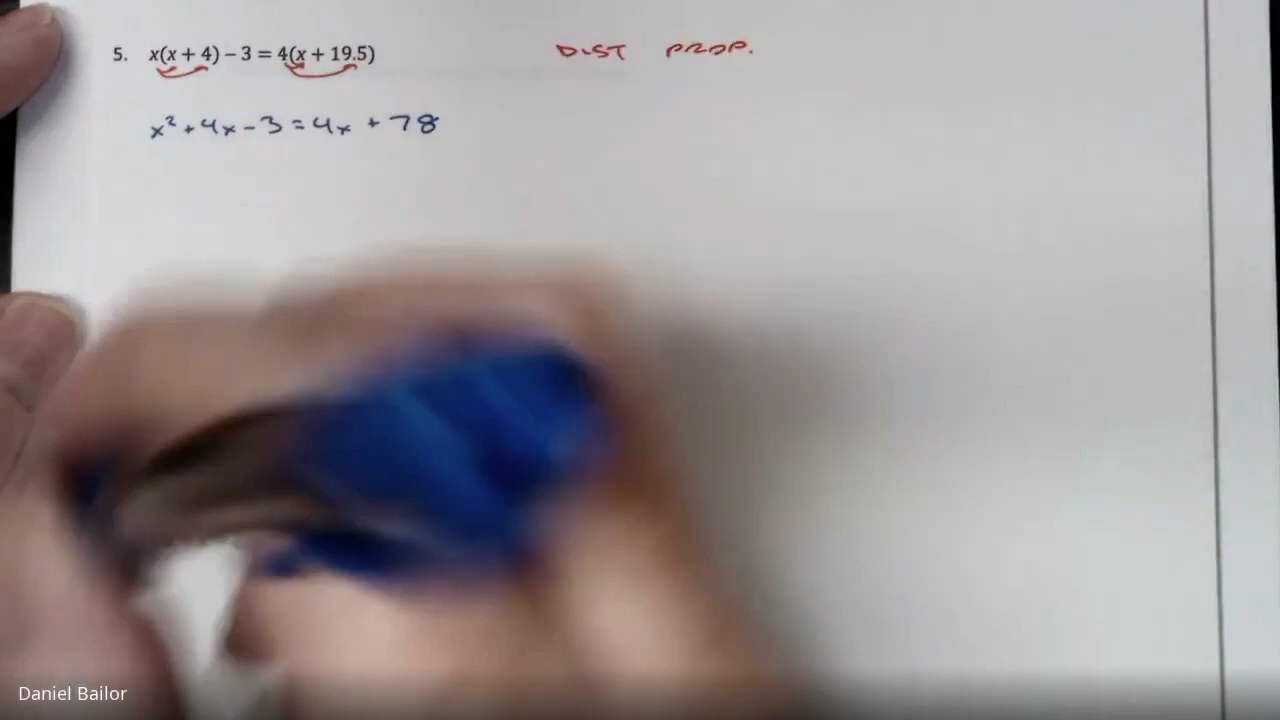 5. x(x + 4) – 3 = 4(x + 19.5) DIST PROP.
x² + 4x - 3 = 4x + 78
Daniel Bailor